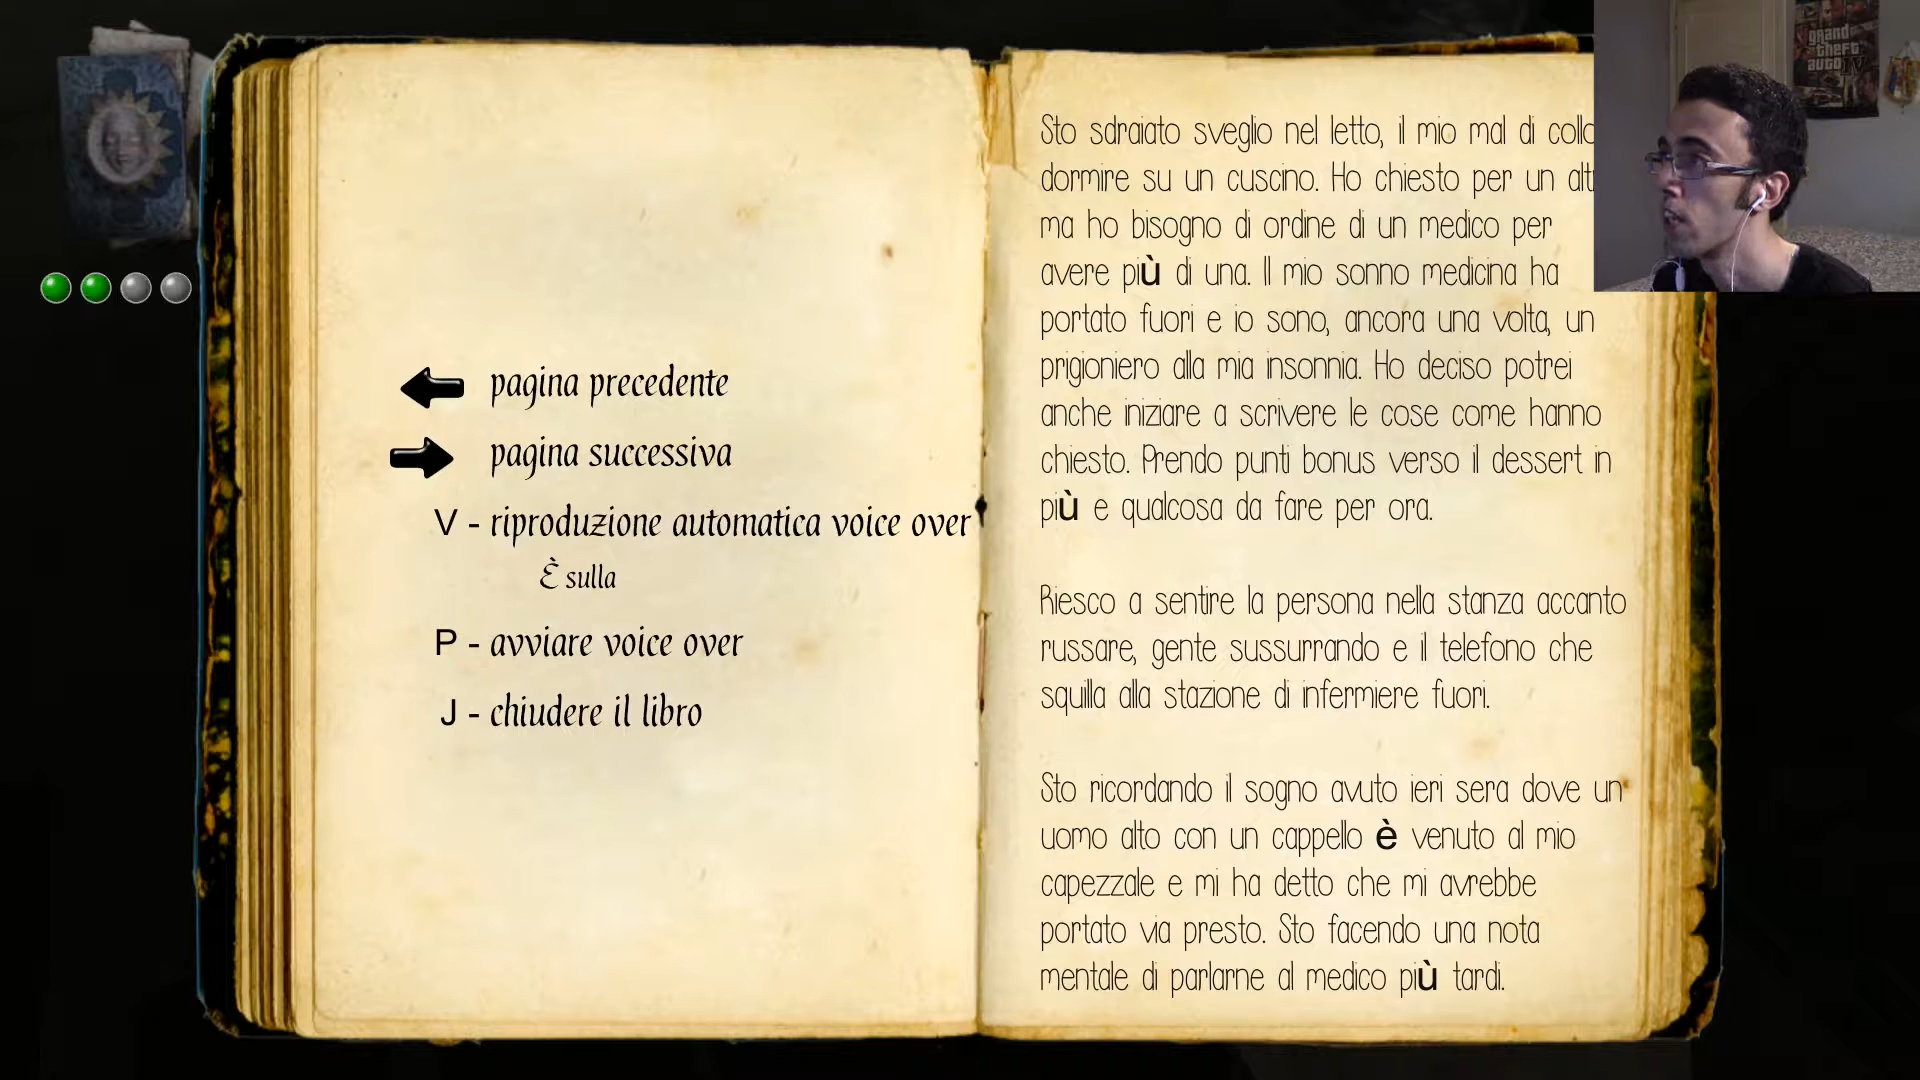 pagina precedente
pagina successiva
V - riproduzione automatica voice over
È sulla
P - avviare voice over
J - chiudere il libro
Sto sdraiato sveglio nel letto, il mio mal di
dormire su un cuscino. Ho chiesto per un
ma ho bisogno di ordine di un medico per
avere più di una. Il mio sonno medicina ha
portato fuori e io sono, ancora una volta, un
prigioniero alla mia insonnia. Ho deciso potrei
anche iniziare a scrivere le cose come hanno
chiesto. Prendo punti bonus verso il dessert in
più e qualcosa da fare per ora.
Riesco a sentire la persona nella stanza accanto
russare, gente sussurrando e il telefono che
squilla alla stazione di infermiere fuori.
Sto ricordando il sogno avuto ieri sera dove un
uomo alto con un cappello è venuto al mio
capezzale e mi ha detto che mi avrebbe
portato via presto. Sto facendo una nota
mentale di parlarne al medico più tardi.
grand
theft
auto IV